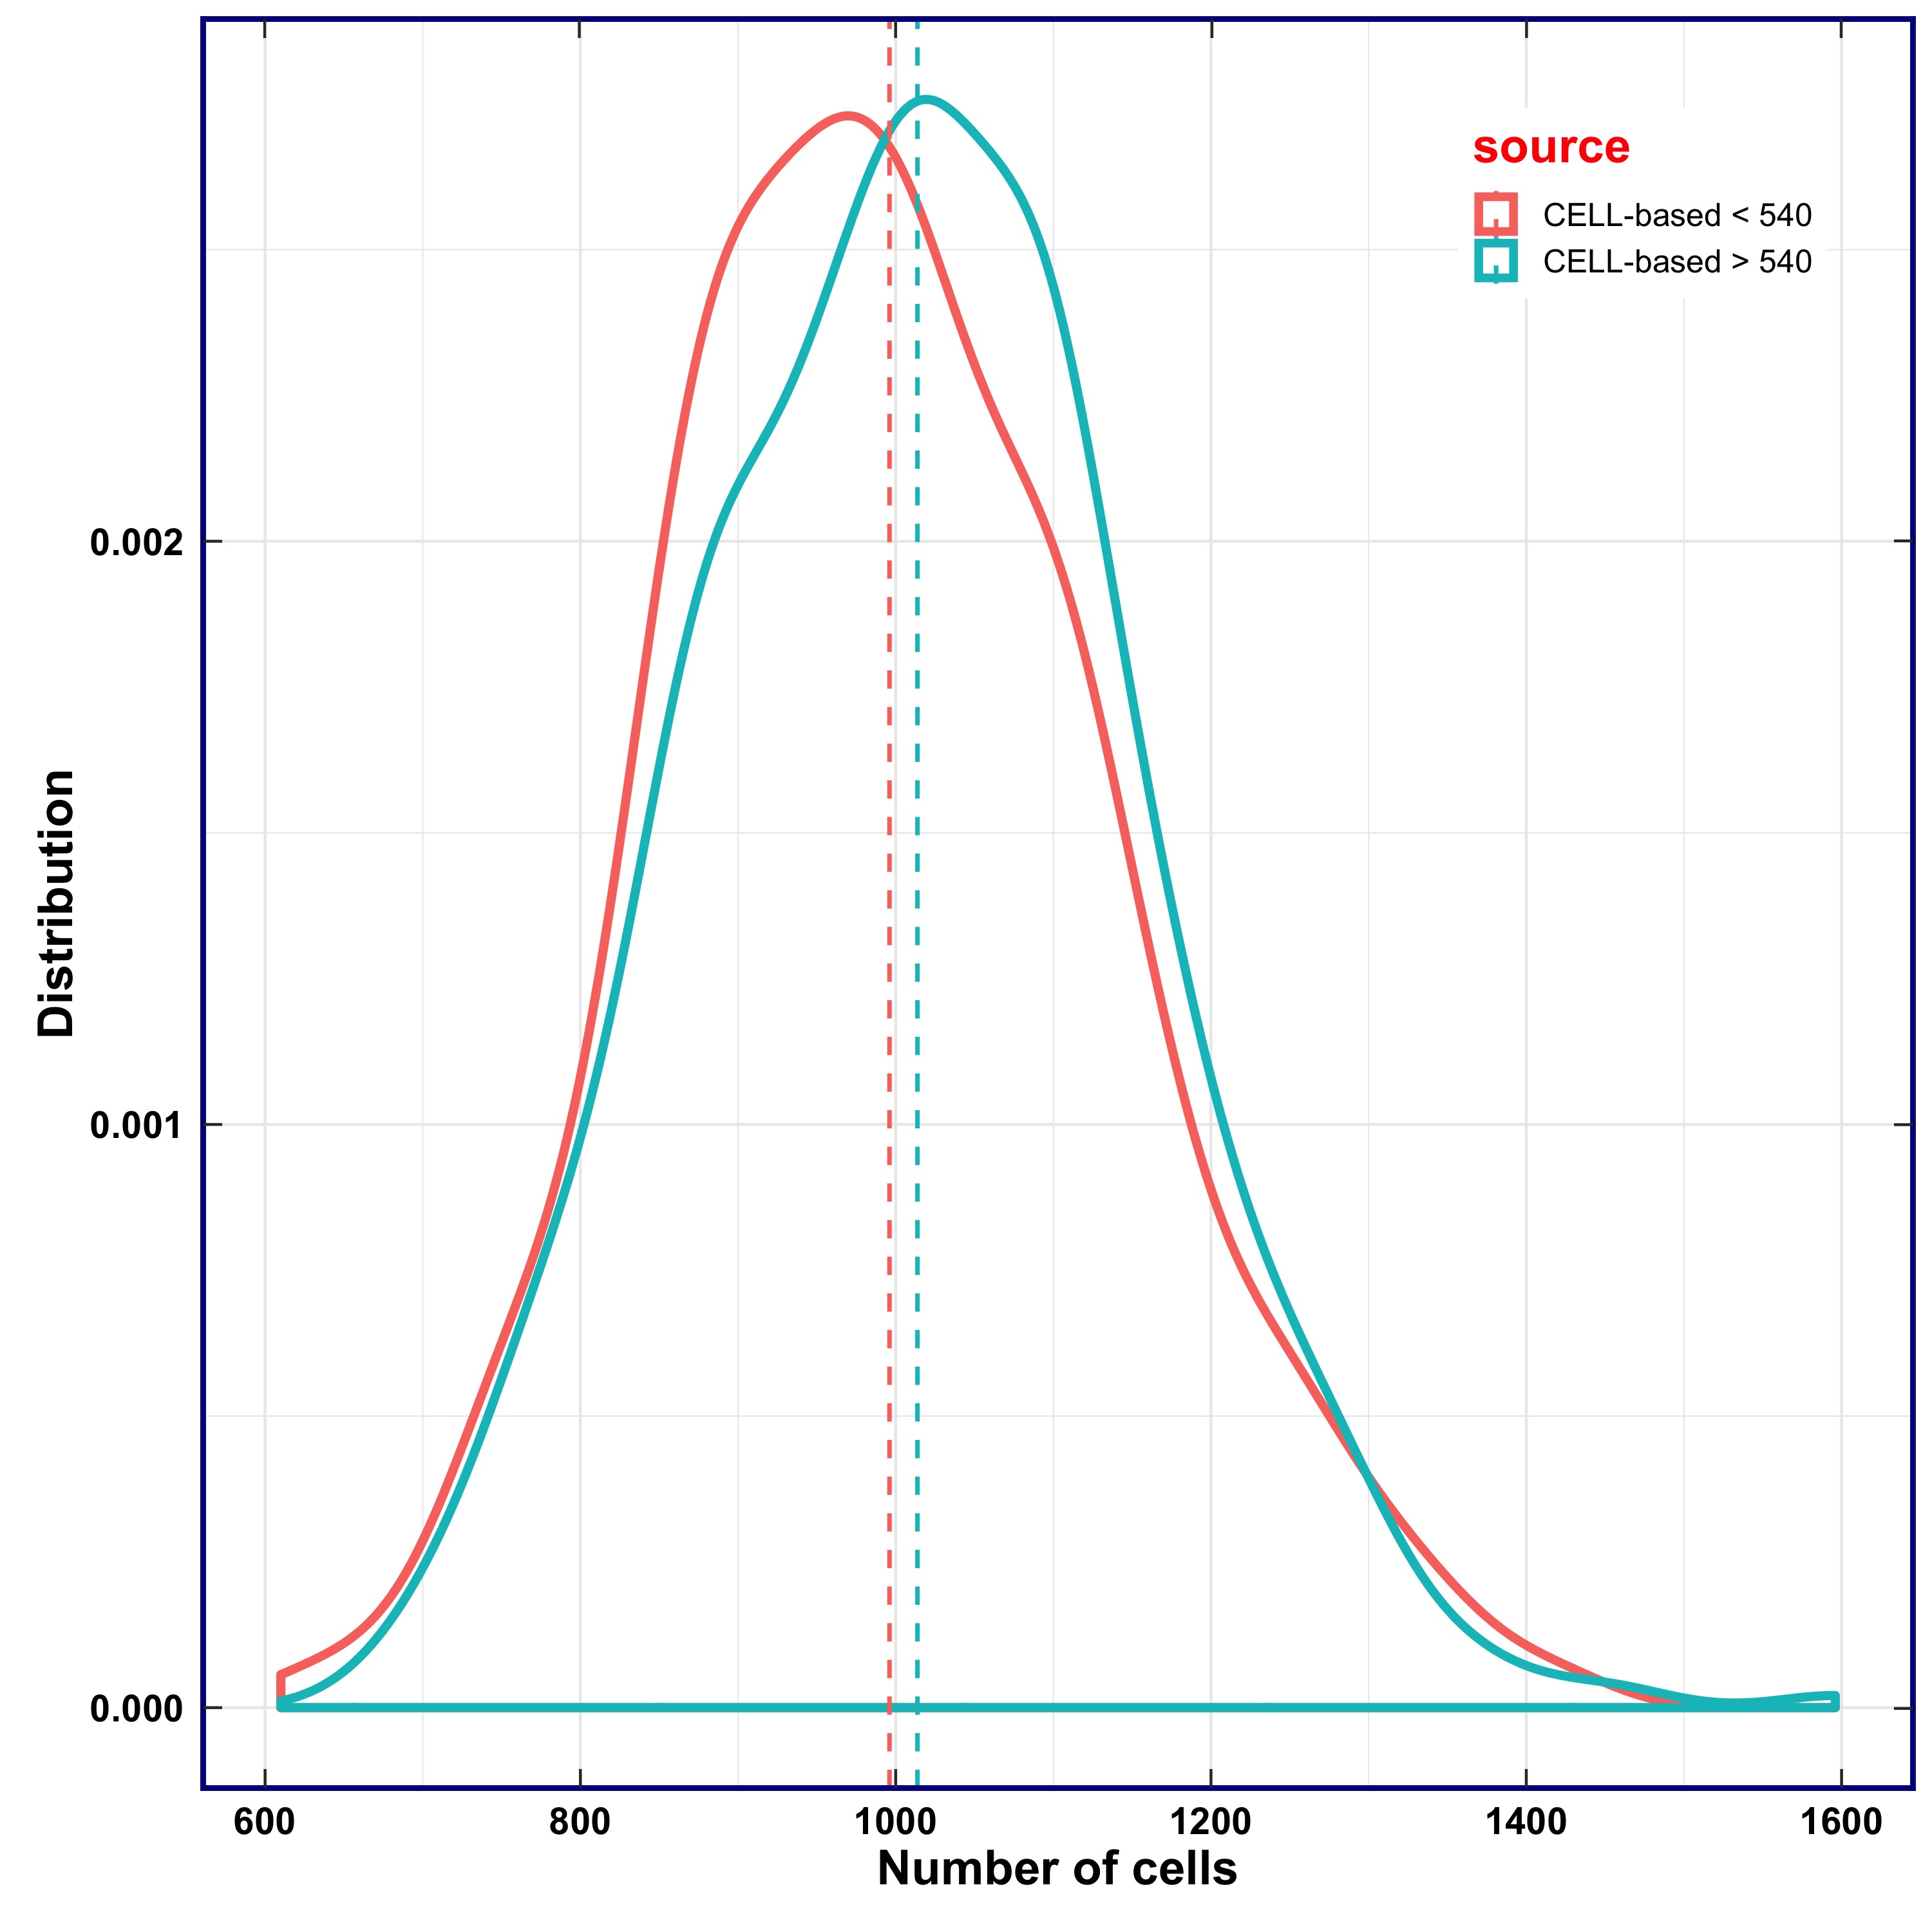 source
CELL-based < 540
CELL-based > 540
Distribution
0.002
0.001
0.000
600 800 1000 1200 1400 1600
Number of cells